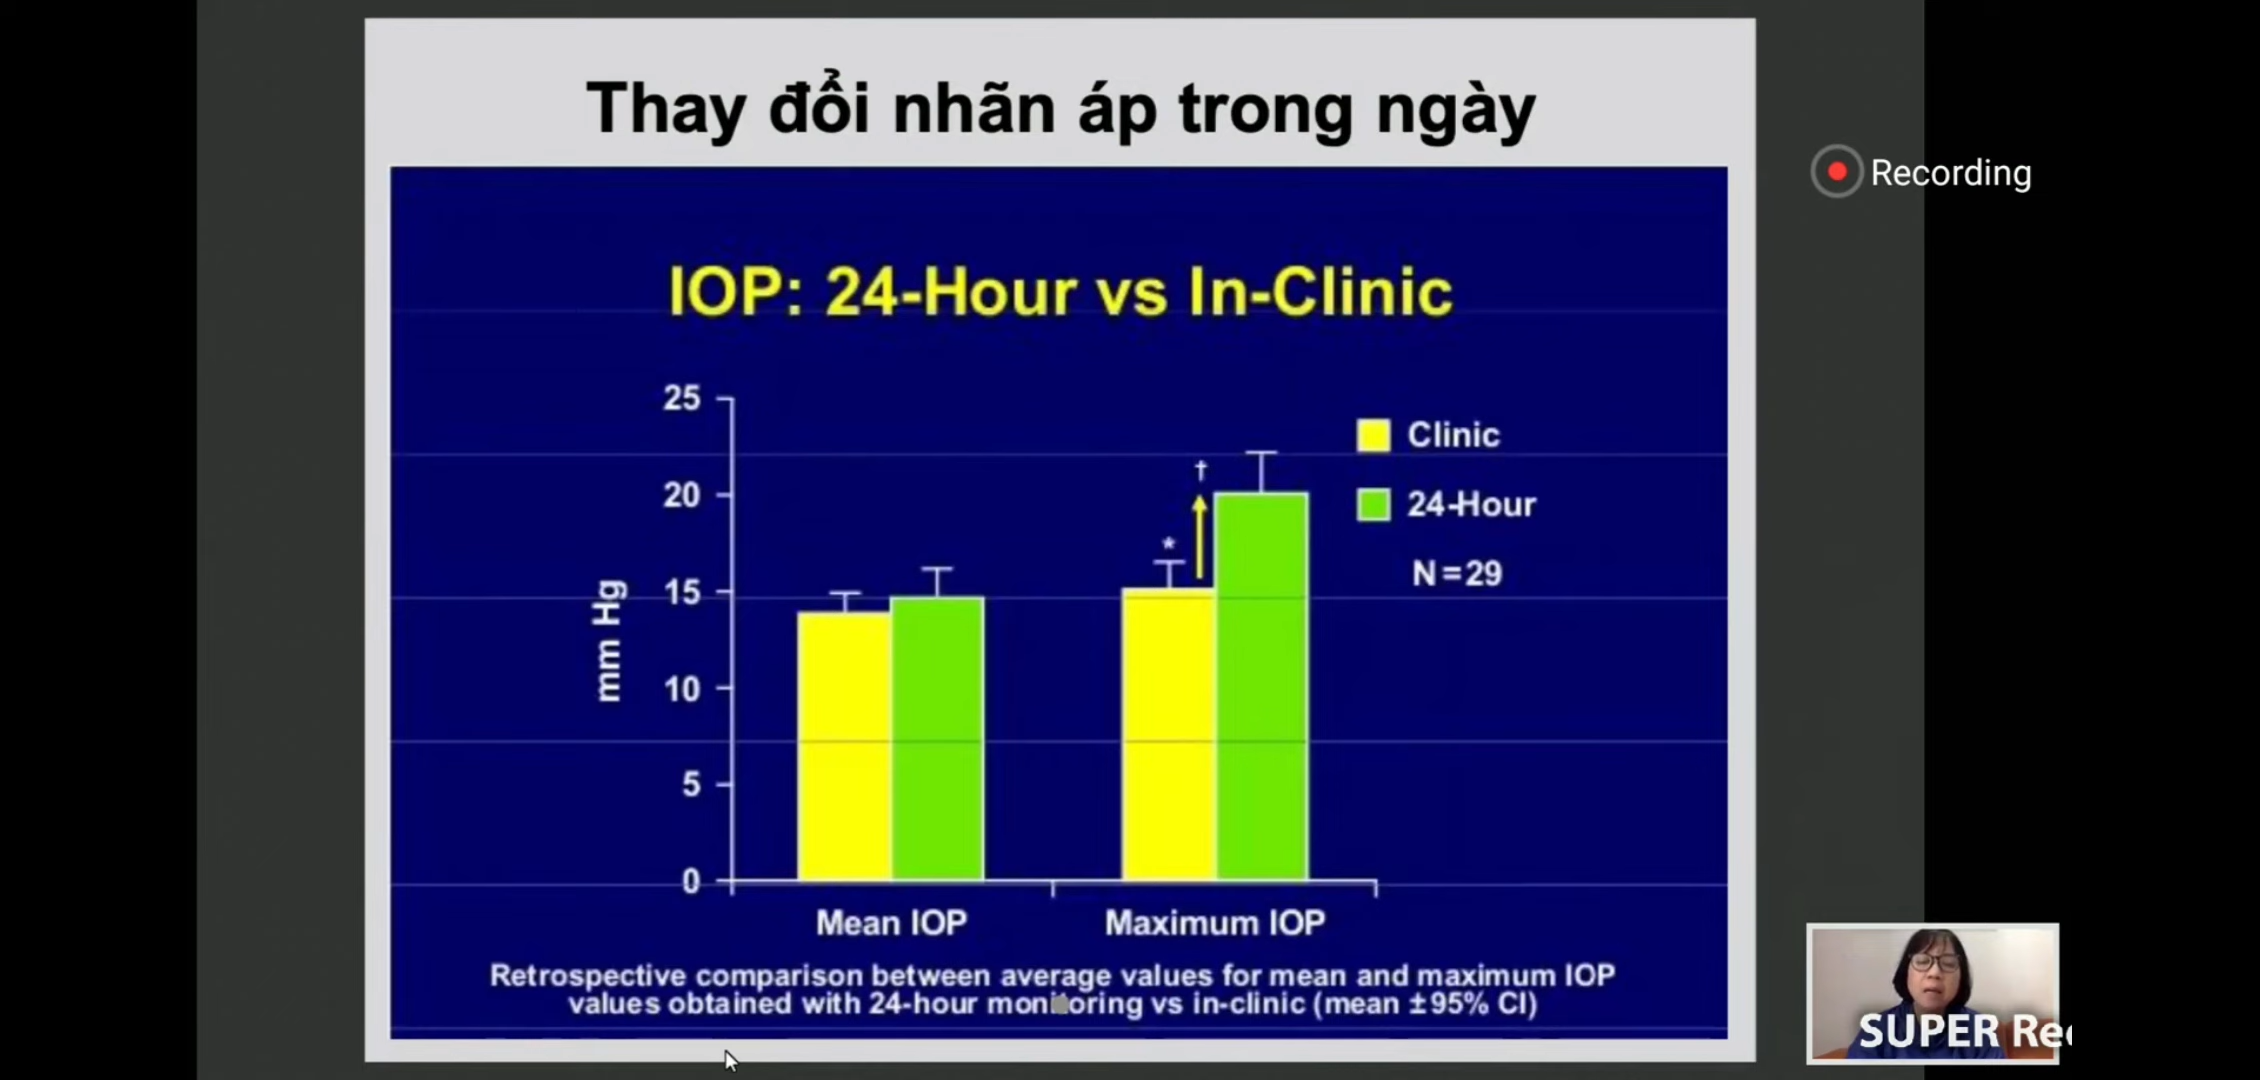 Thay đổi nhãn áp trong ngày
Recording
IOP: 24-Hour vs In-Clinic
25
20
15
10
5
0
mm Hg
*
†
Clinic
24-Hour
N=29
Mean IOP
Maximum IOP
Retrospective comparison between average values for mean and maximum IOP
values obtained with 24-hour monitoring vs in-clinic (mean ±95% CI)
SUPER Rec